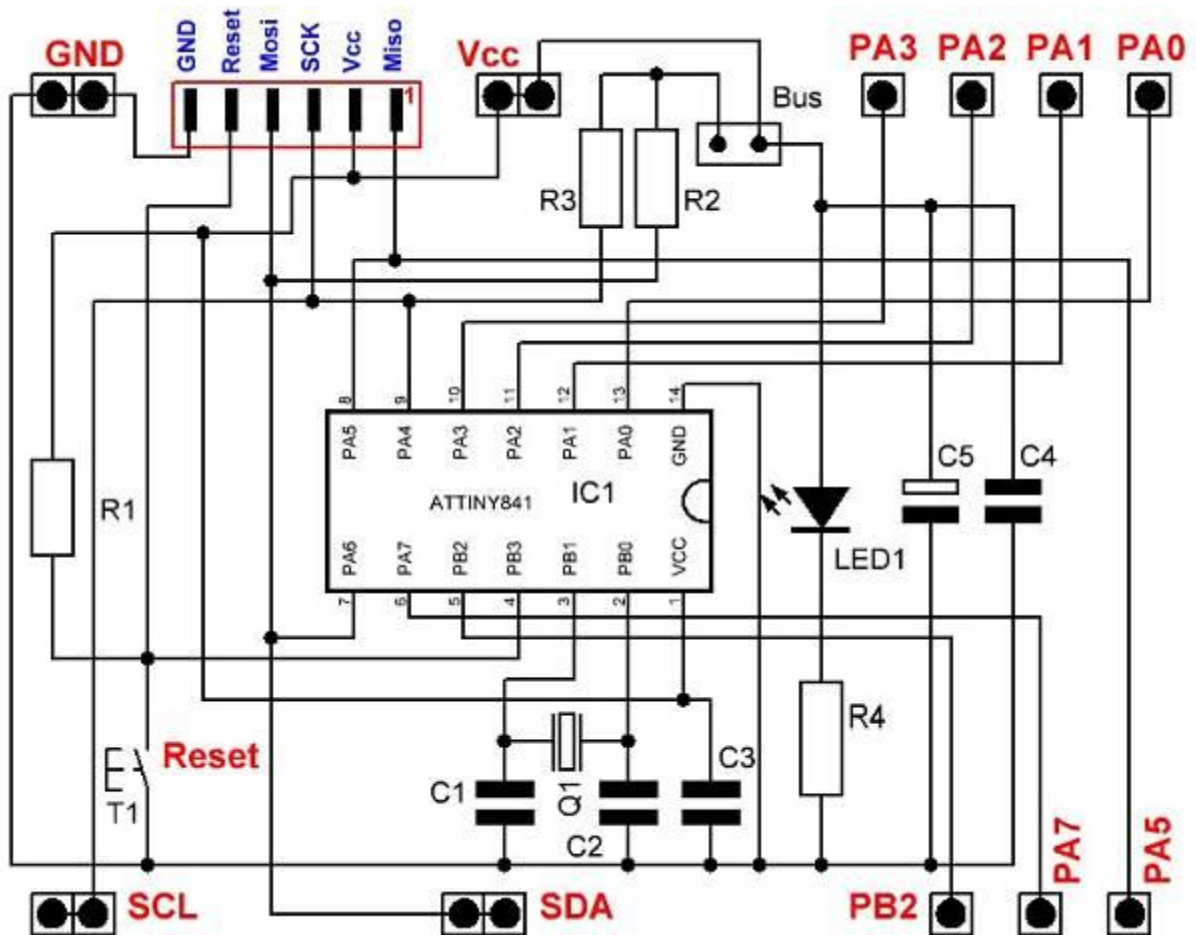 GND
GND
Reset
Mosi
SCK
Vcc
Miso
1
Vcc
PA3
PA2
PA1
PA0
Bus
R3
R2
8
9
10
11
12
13
14
PA5
PA4
PA3
PA2
PA1
PA0
GND
C5
C4
R1
ATTINY841
IC1
LED1
PA6
PA7
PB2
PB3
PB1
PB0
VCC
7
6
5
4
3
2
1
R4
Reset
T1
C1
Q1
C2
C3
SCL
SDA
PB2
PA7
PA5